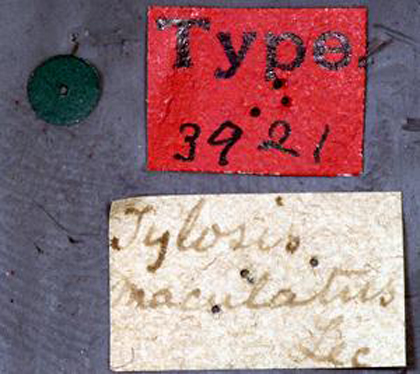 Type
3921
Tylosis
maculatus
Lec